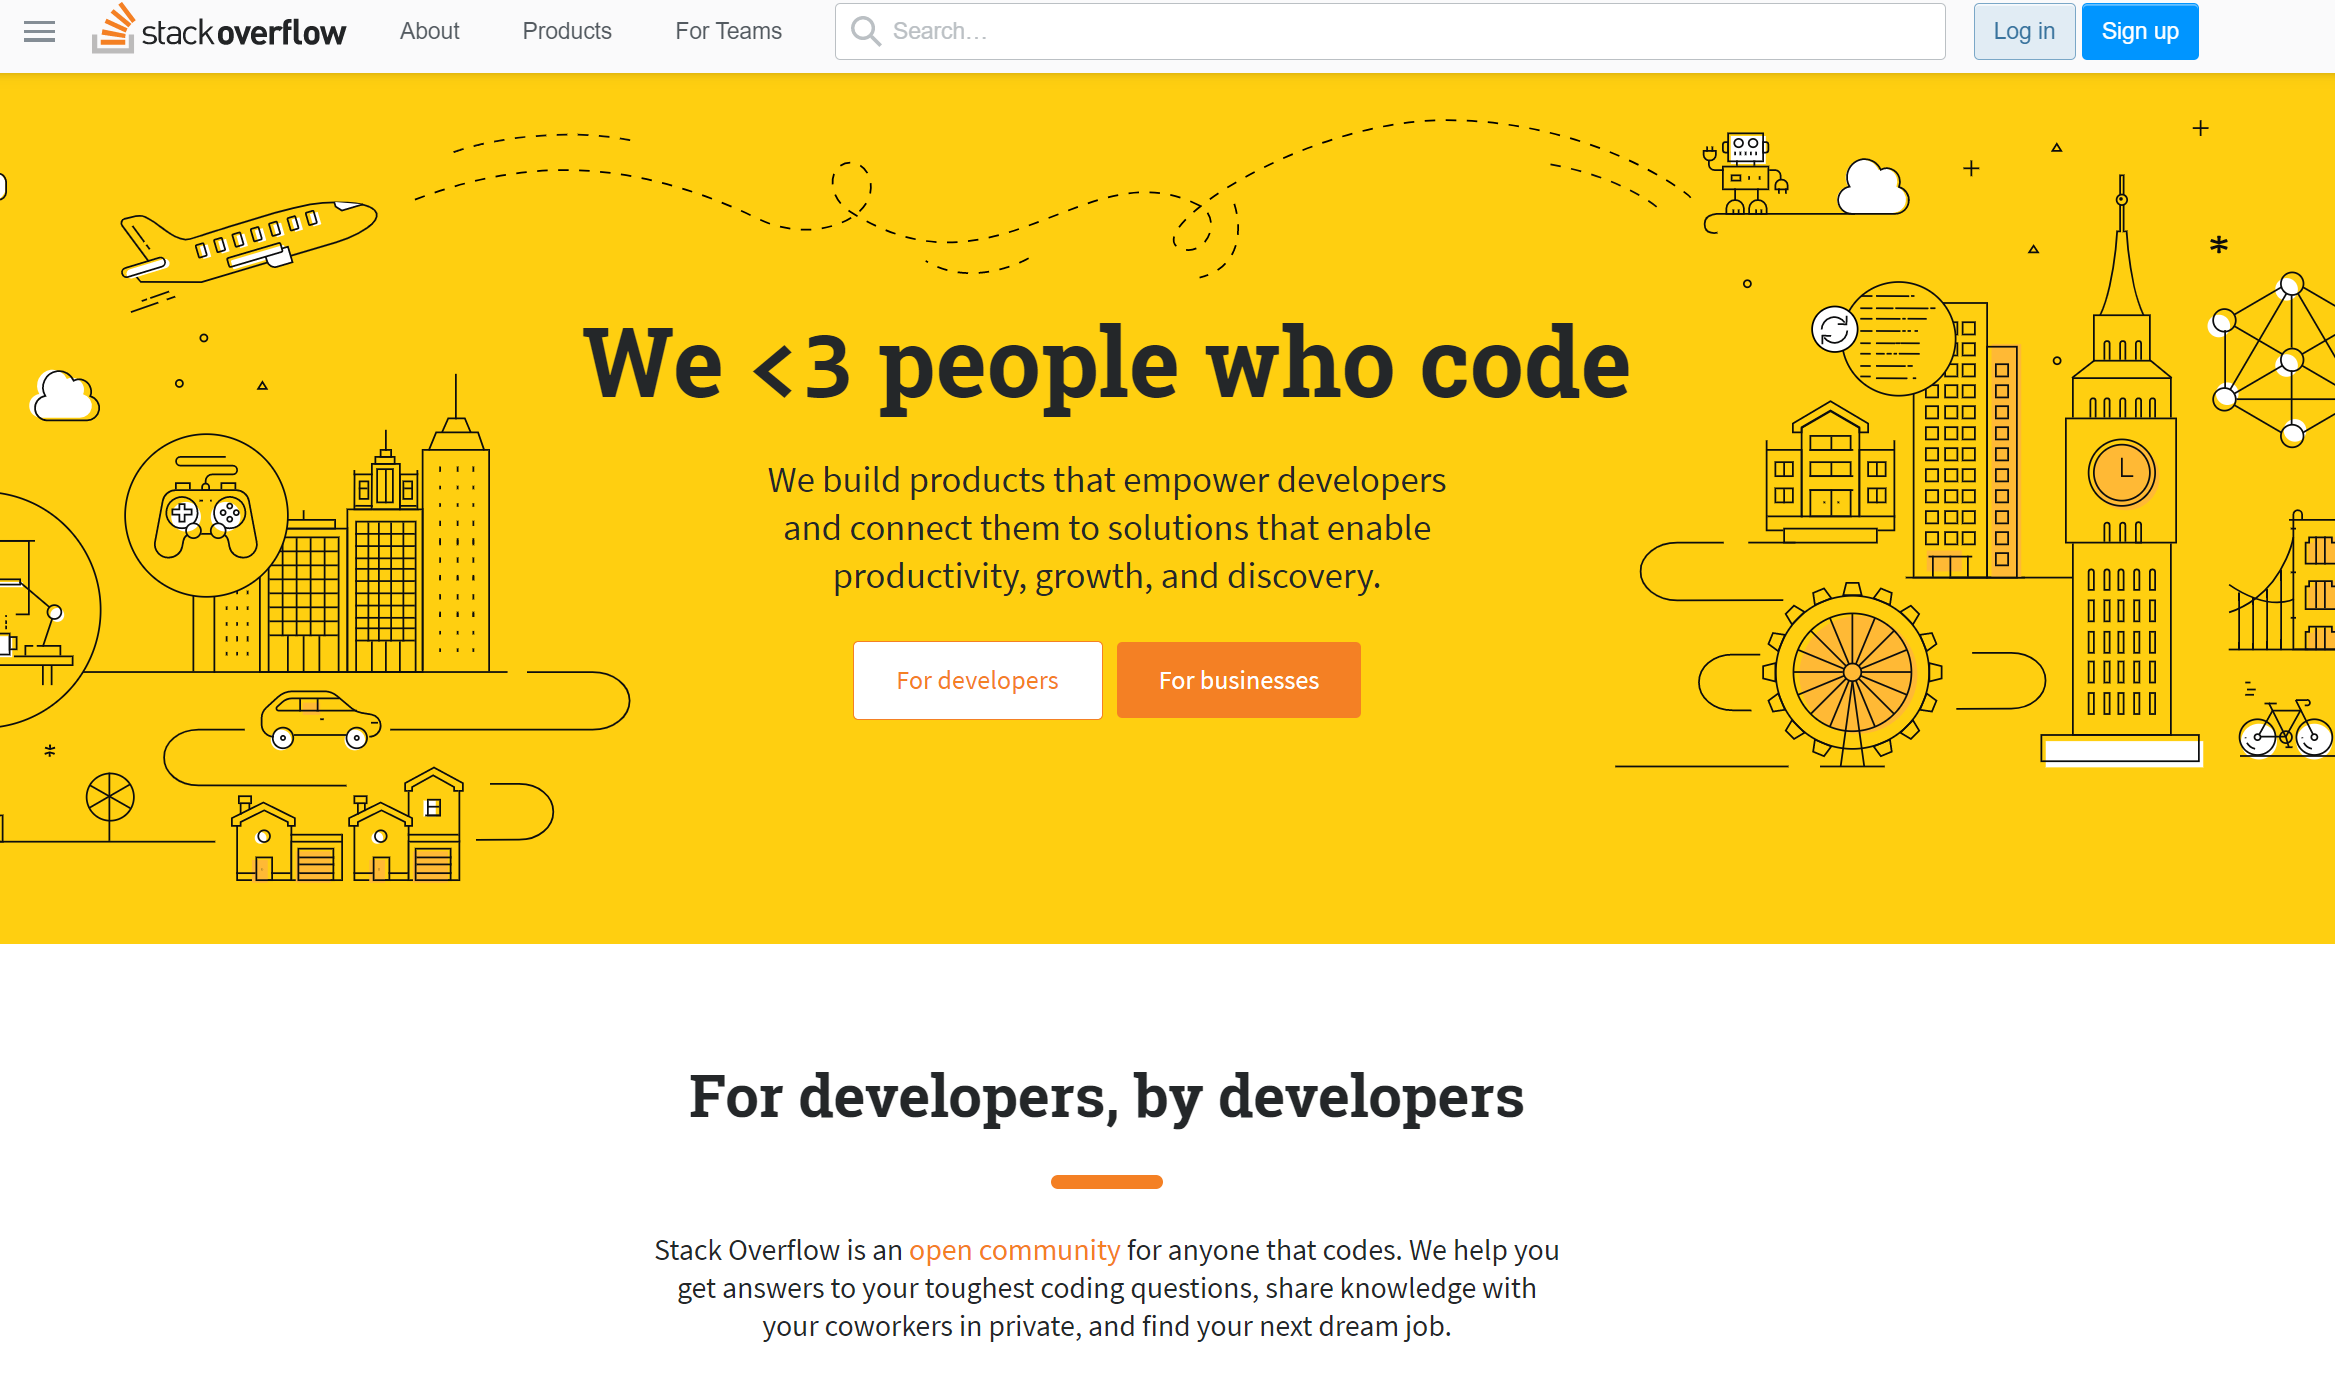 stackoverflow About Products For Teams Search... Log in Sign up
We <3 people who code
We build products that empower developers
and connect them to solutions that enable
productivity, growth, and discovery.
For developers For businesses
For developers, by developers
Stack Overflow is an open community for anyone that codes. We help you
get answers to your toughest coding questions, share knowledge with
your coworkers in private, and find your next dream job.